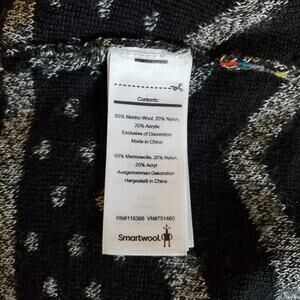 Contents:
60% Merino Wool, 20% Nylon,
20% Acrylic
Exclusive of Decoration
Made in China
60% Merinowolle, 20% Nylon,
20% Acryl
Ausgenommen Dekoration
Hergestellt in China
RN#116388 VN#751460
Smartwool